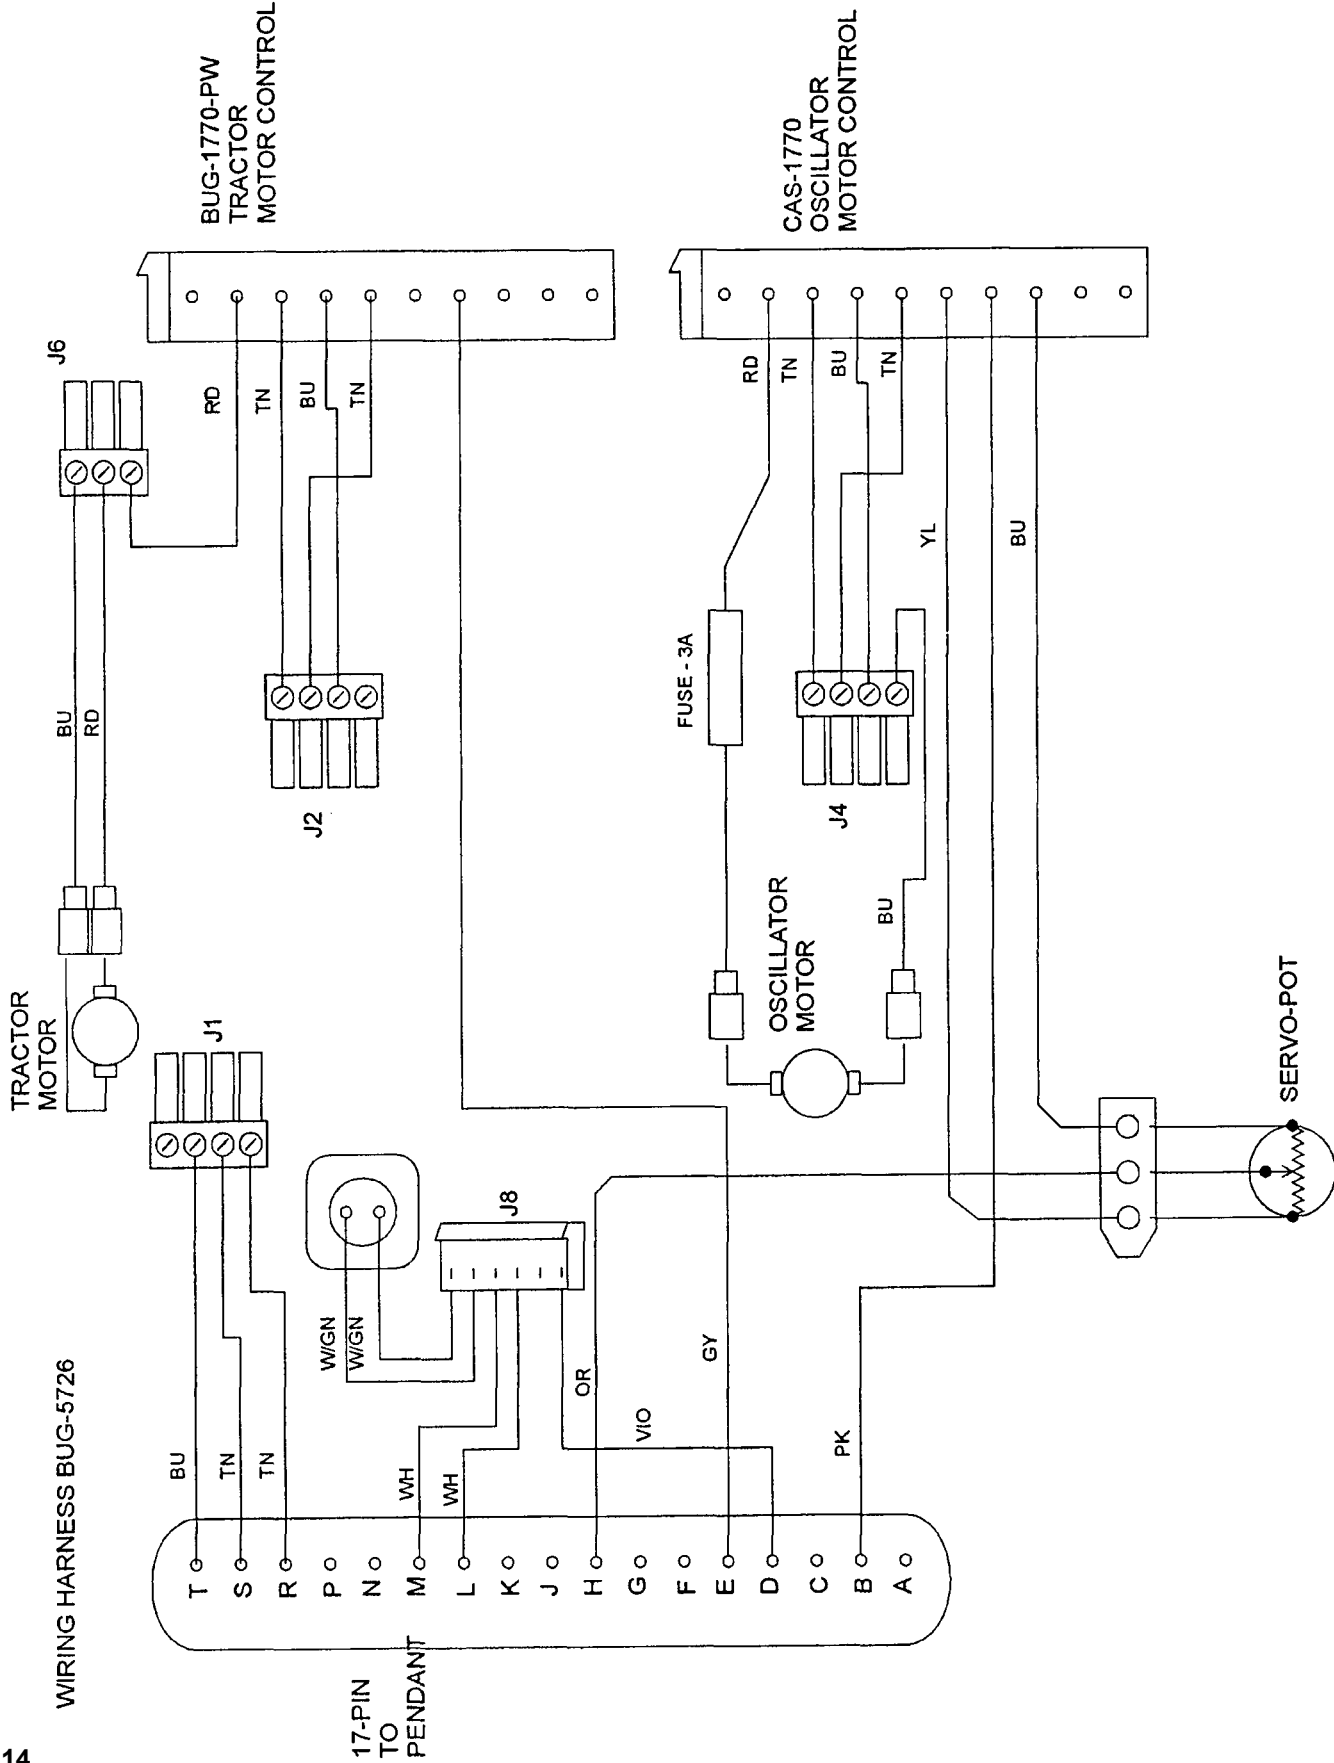 14
WIRING HARNESS BUG-5726
17-PIN
TO
PENDANT
T
S
R
P
N
M
L
K
J
H
G
F
E
D
C
B
A
BU
TN
TN
WH
WH
OR
VIO
GY
PK
W/GN
W/GN
J1
J8
TRACTOR
MOTOR
BU
RD
J6
J2
RD
TN
BU
TN
BUG-1770-PW
TRACTOR
MOTOR CONTROL
OSCILLATOR
MOTOR
BU
FUSE - 3A
J4
RD
TN
BU
TN
YL
BU
CAS-1770
OSCILLATOR
MOTOR CONTROL
SERVO-POT